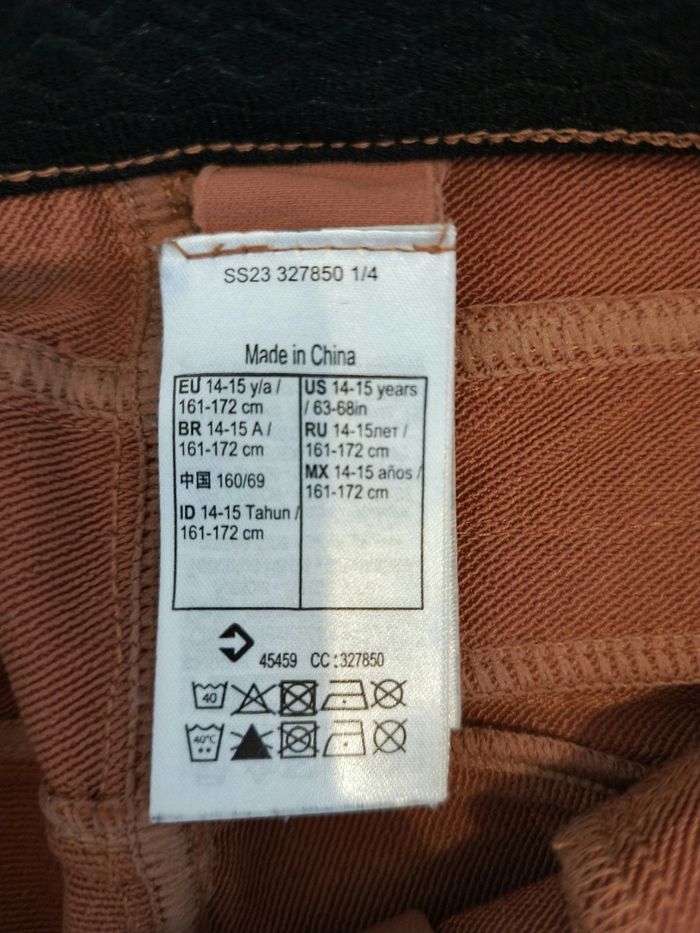 SS23 327850 1/4
Made in China
EU 14-15 y/a /
161-172 cm
BR 14-15 A /
161-172 cm
中国 160/69
ID 14-15 Tahun /
161-172 cm
US 14-15 years
/ 63-68in
RU 14-15лет /
161-172 cm
MX 14-15 años /
161-172 cm
45459 CC:327850
40
40°C